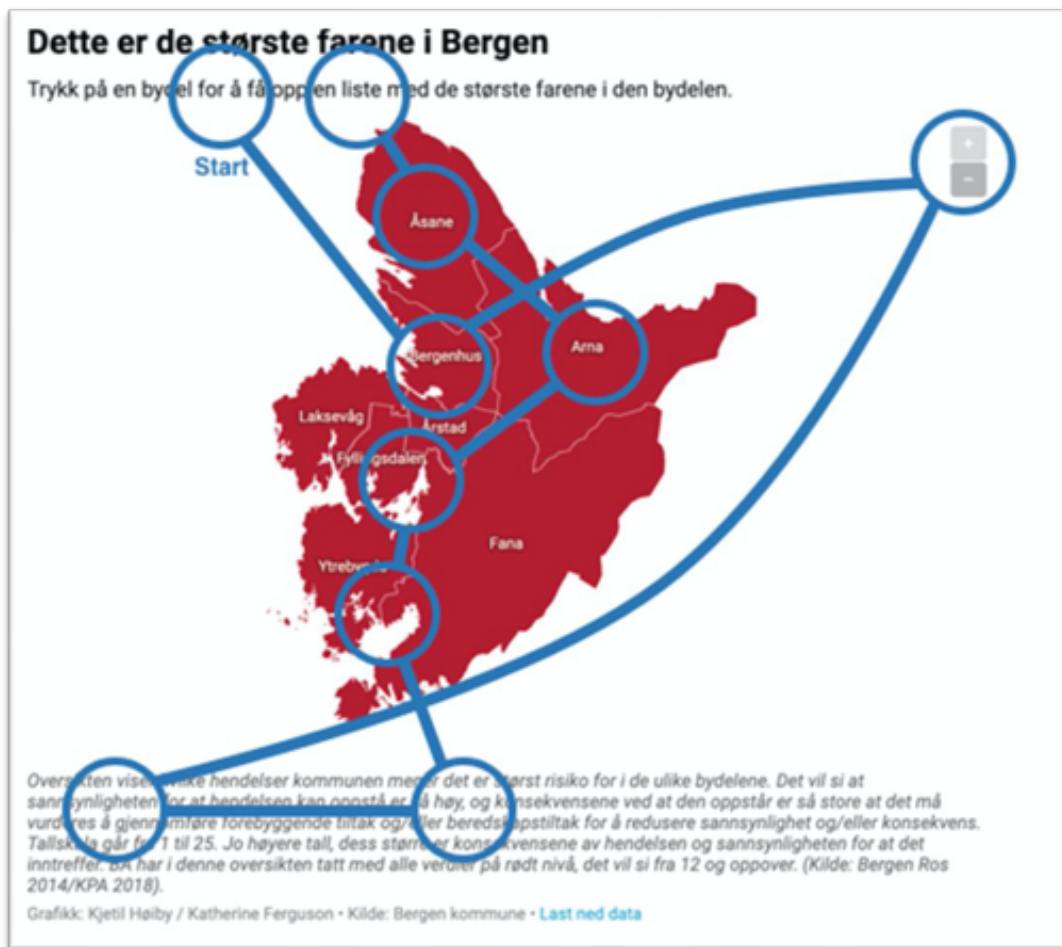 Dette er de største farene i Bergen
Trykk på en bydel for å få opp en liste med de største farene i den bydelen.
Start
+
−
Åsane
Bergenhus
Arna
Laksevåg
Årstad
Fyllingsdalen
Fana
Ytrebygda
Oversikten viser hvilke hendelser kommunen mener det er størst risiko for i de ulike bydelene. Det vil si at
sannsynligheten for at hendelsen kan oppstå er så høy, og konsekvensene ved at den oppstår er så store at det må
vurderes å gjennomføre forebyggende tiltak og/eller beredskapstiltak for å redusere sannsynlighet og/eller konsekvens.
Tallskala går fra 1 til 25. Jo høyere tall, dess større er konsekvensene av hendelsen og sannsynligheten for at det
inntreffer. BA har i denne oversikten tatt med alle verdier på rødt nivå, det vil si fra 12 og oppover. (Kilde: Bergen Ros
2014/KPA 2018).
Grafikk: Kjetil Høiby / Katherine Ferguson • Kilde: Bergen kommune • Last ned data